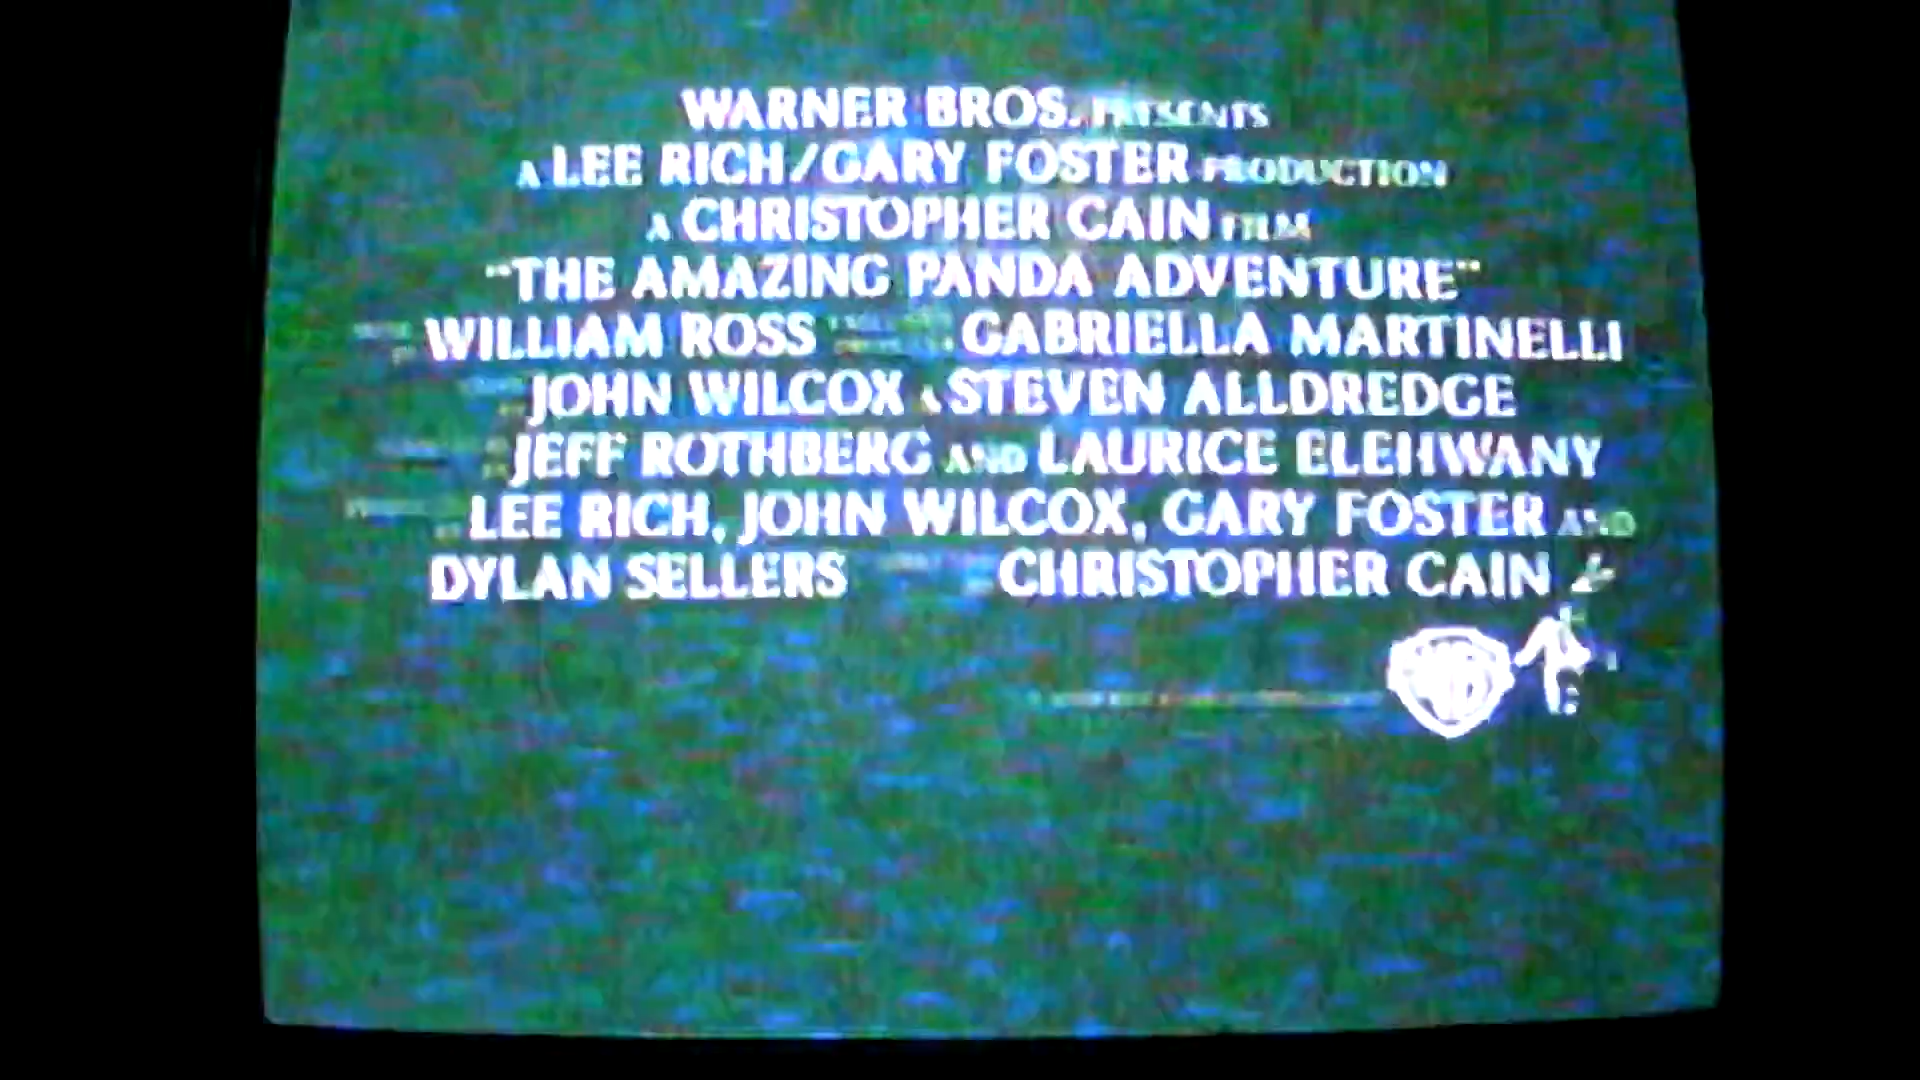 WARNER BROS. PRESENTS
A LEE RICH/GARY FOSTER PRODUCTION
A CHRISTOPHER CAIN FILM
"THE AMAZING PANDA ADVENTURE"
WILLIAM ROSS GABRIELLA MARTINELLI
JOHN WILCOX & STEVEN ALLDREDGE
JEFF ROTHBERG AND LAURICE ELEHWANY
LEE RICH, JOHN WILCOX, GARY FOSTER AND
DYLAN SELLERS CHRISTOPHER CAIN
WB